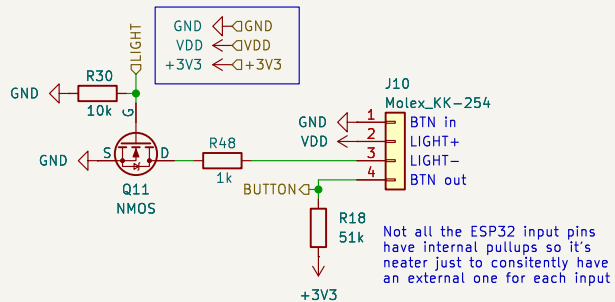 LIGHT
GND
GND
VDD
VDD
+3V3
+3V3
GND
R30
10k
G
GND
S
D
Q11
NMOS
R48
1k
J10
Molex_KK-254
GND
1
BTN in
VDD
2
LIGHT+
3
LIGHT-
BUTTON
4
BTN out
R18
51k
+3V3
Not all the ESP32 input pins
have internal pullups so it's
neater just to consitently have
an external one for each input